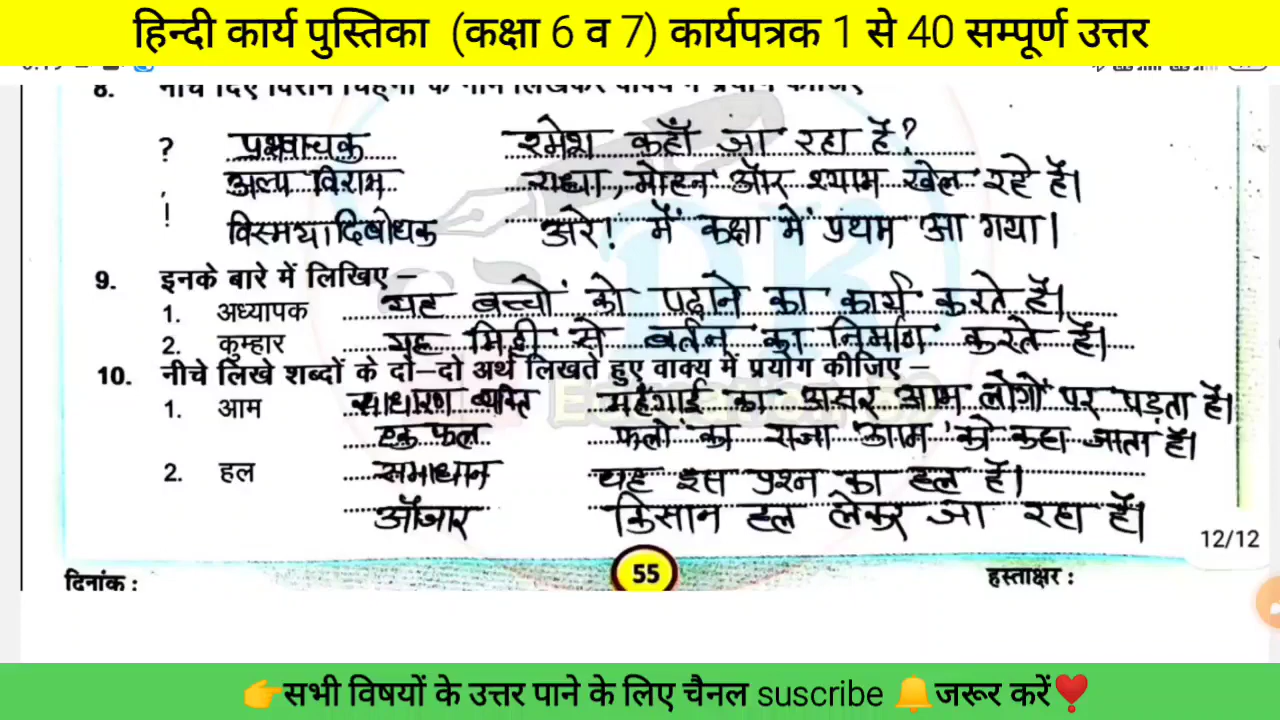 हिन्दी कार्य पुस्तिका (कक्षा 6 व 7) कार्यपत्रक 1 से 40 सम्पूर्ण उत्तर
8. नीचे दिए विराम चिह्नों के नाम लिखकर वाक्य में प्रयोग कीजिए
? प्रश्नवाचक रमेश कहाँ जा रहा है?
, अल्प विराम राधा, मोहन और श्याम खेल रहे हैं।
! विस्मयादिबोधक अरे! मैं कक्षा में प्रथम आ गया।
9. इनके बारे में लिखिए –
1. अध्यापक यह बच्चों को पढ़ाने का कार्य करते हैं।
2. कुम्हार यह मिट्टी से बर्तन का निर्माण करते हैं।
10. नीचे लिखे शब्दों के दो–दो अर्थ लिखते हुए वाक्य में प्रयोग कीजिए –
1. आम साधारण व्यक्ति महँगाई का असर आम लोगों पर पड़ता है।
एक फल फलों का राजा 'आम' को कहा जाता है।
2. हल समाधान यह इस प्रश्न का हल है।
औजार किसान हल लेकर जा रहा है।
12/12
दिनांक : 55 हस्ताक्षर :
👉सभी विषयों के उत्तर पाने के लिए चैनल suscribe 🔔जरूर करें❣️